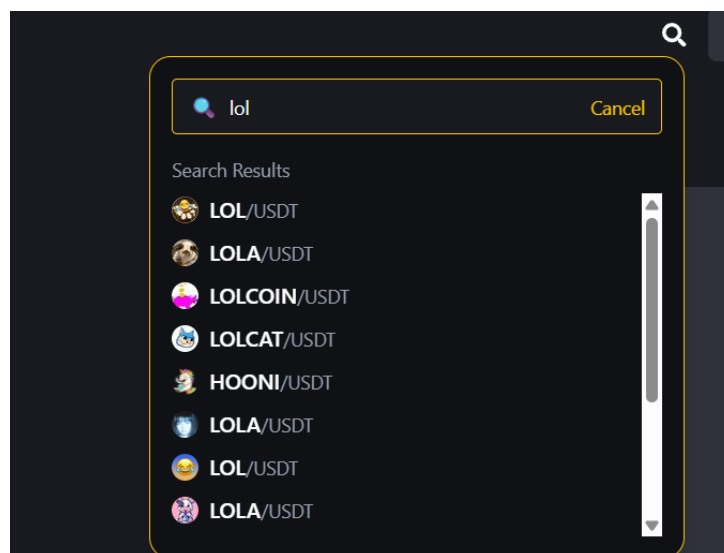 lol Cancel
Search Results
LOL/USDT
LOLA/USDT
LOLCOIN/USDT
LOLCAT/USDT
HOONI/USDT
LOLA/USDT
LOL/USDT
LOLA/USDT